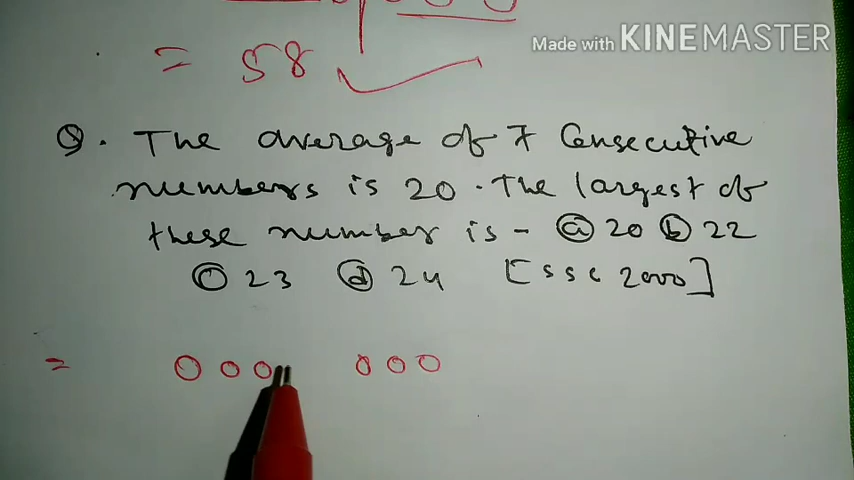 Made with KINEMASTER
= 58
Q. The average of 7 Consecutive
numbers is 20. The largest of
these number is - (a) 20 (b) 22
(c) 23 (d) 24 [SSC 2000]
= 0 0 0 0 0 0